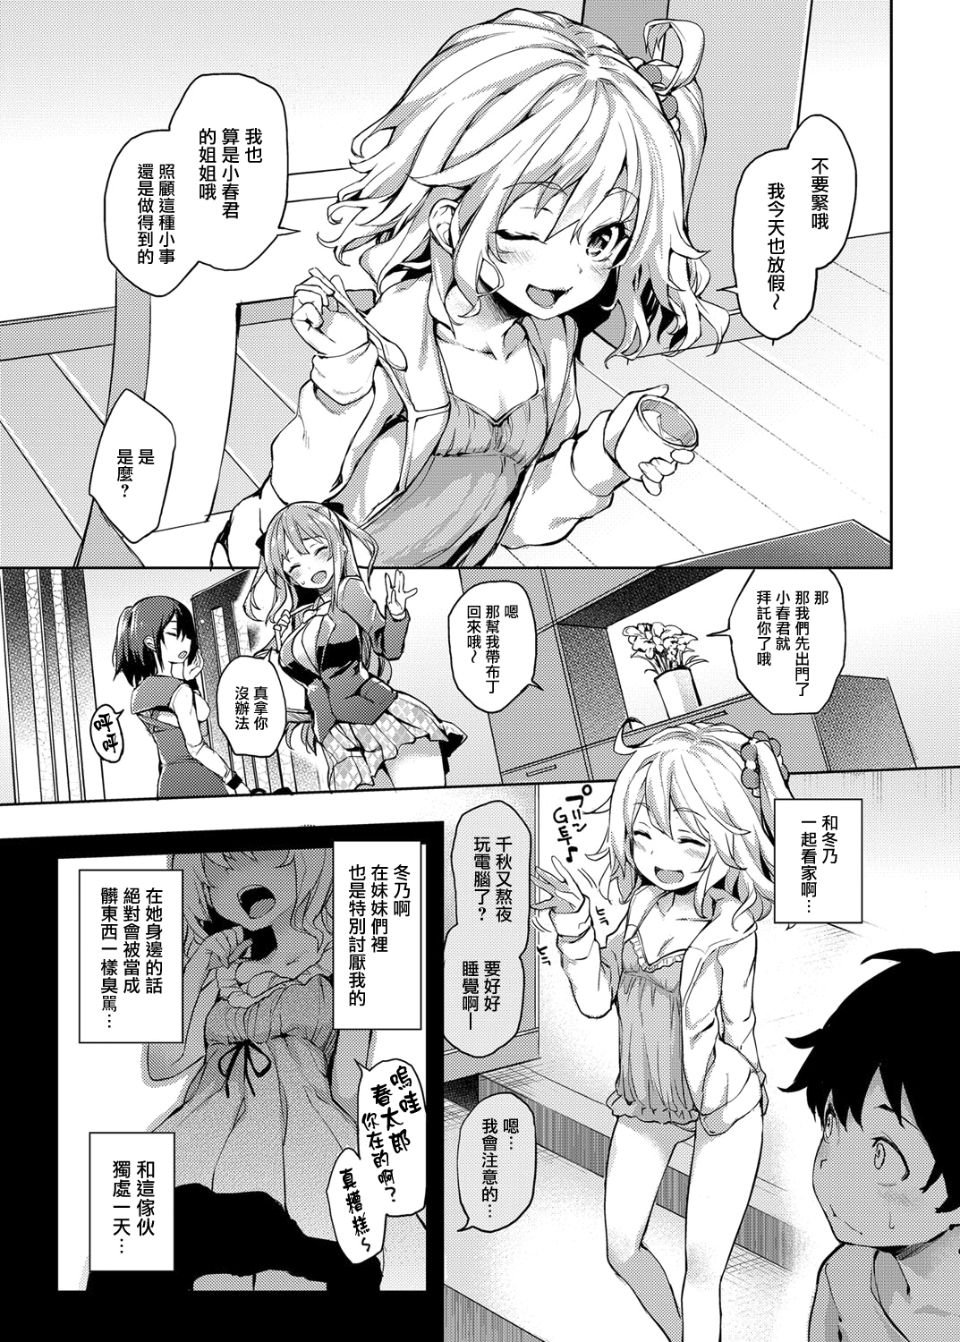 不要緊哦
我今天也放假~
我也
算是小春君
的姐姐哦
照顧這種小事
還是做得到的
是
是麼?
那
那我們先出門了
小春君就
拜託你了哦
嗯
那幫我帶布丁
回來哦~
真拿你
沒辦法
呼呼
和冬乃
一起看家啊…
プリン
GET♪
千秋又熬夜
玩電腦了?
要好好
睡覺啊ー
嗯…
我會注意的
冬乃啊
在妹妹們裡
也是特別討厭我的
在她身邊的話
絕對會被當成
髒東西一樣臭罵…
嗚哇
春太郎
你在的啊?
真糟糕~
和這傢伙
獨處一天…